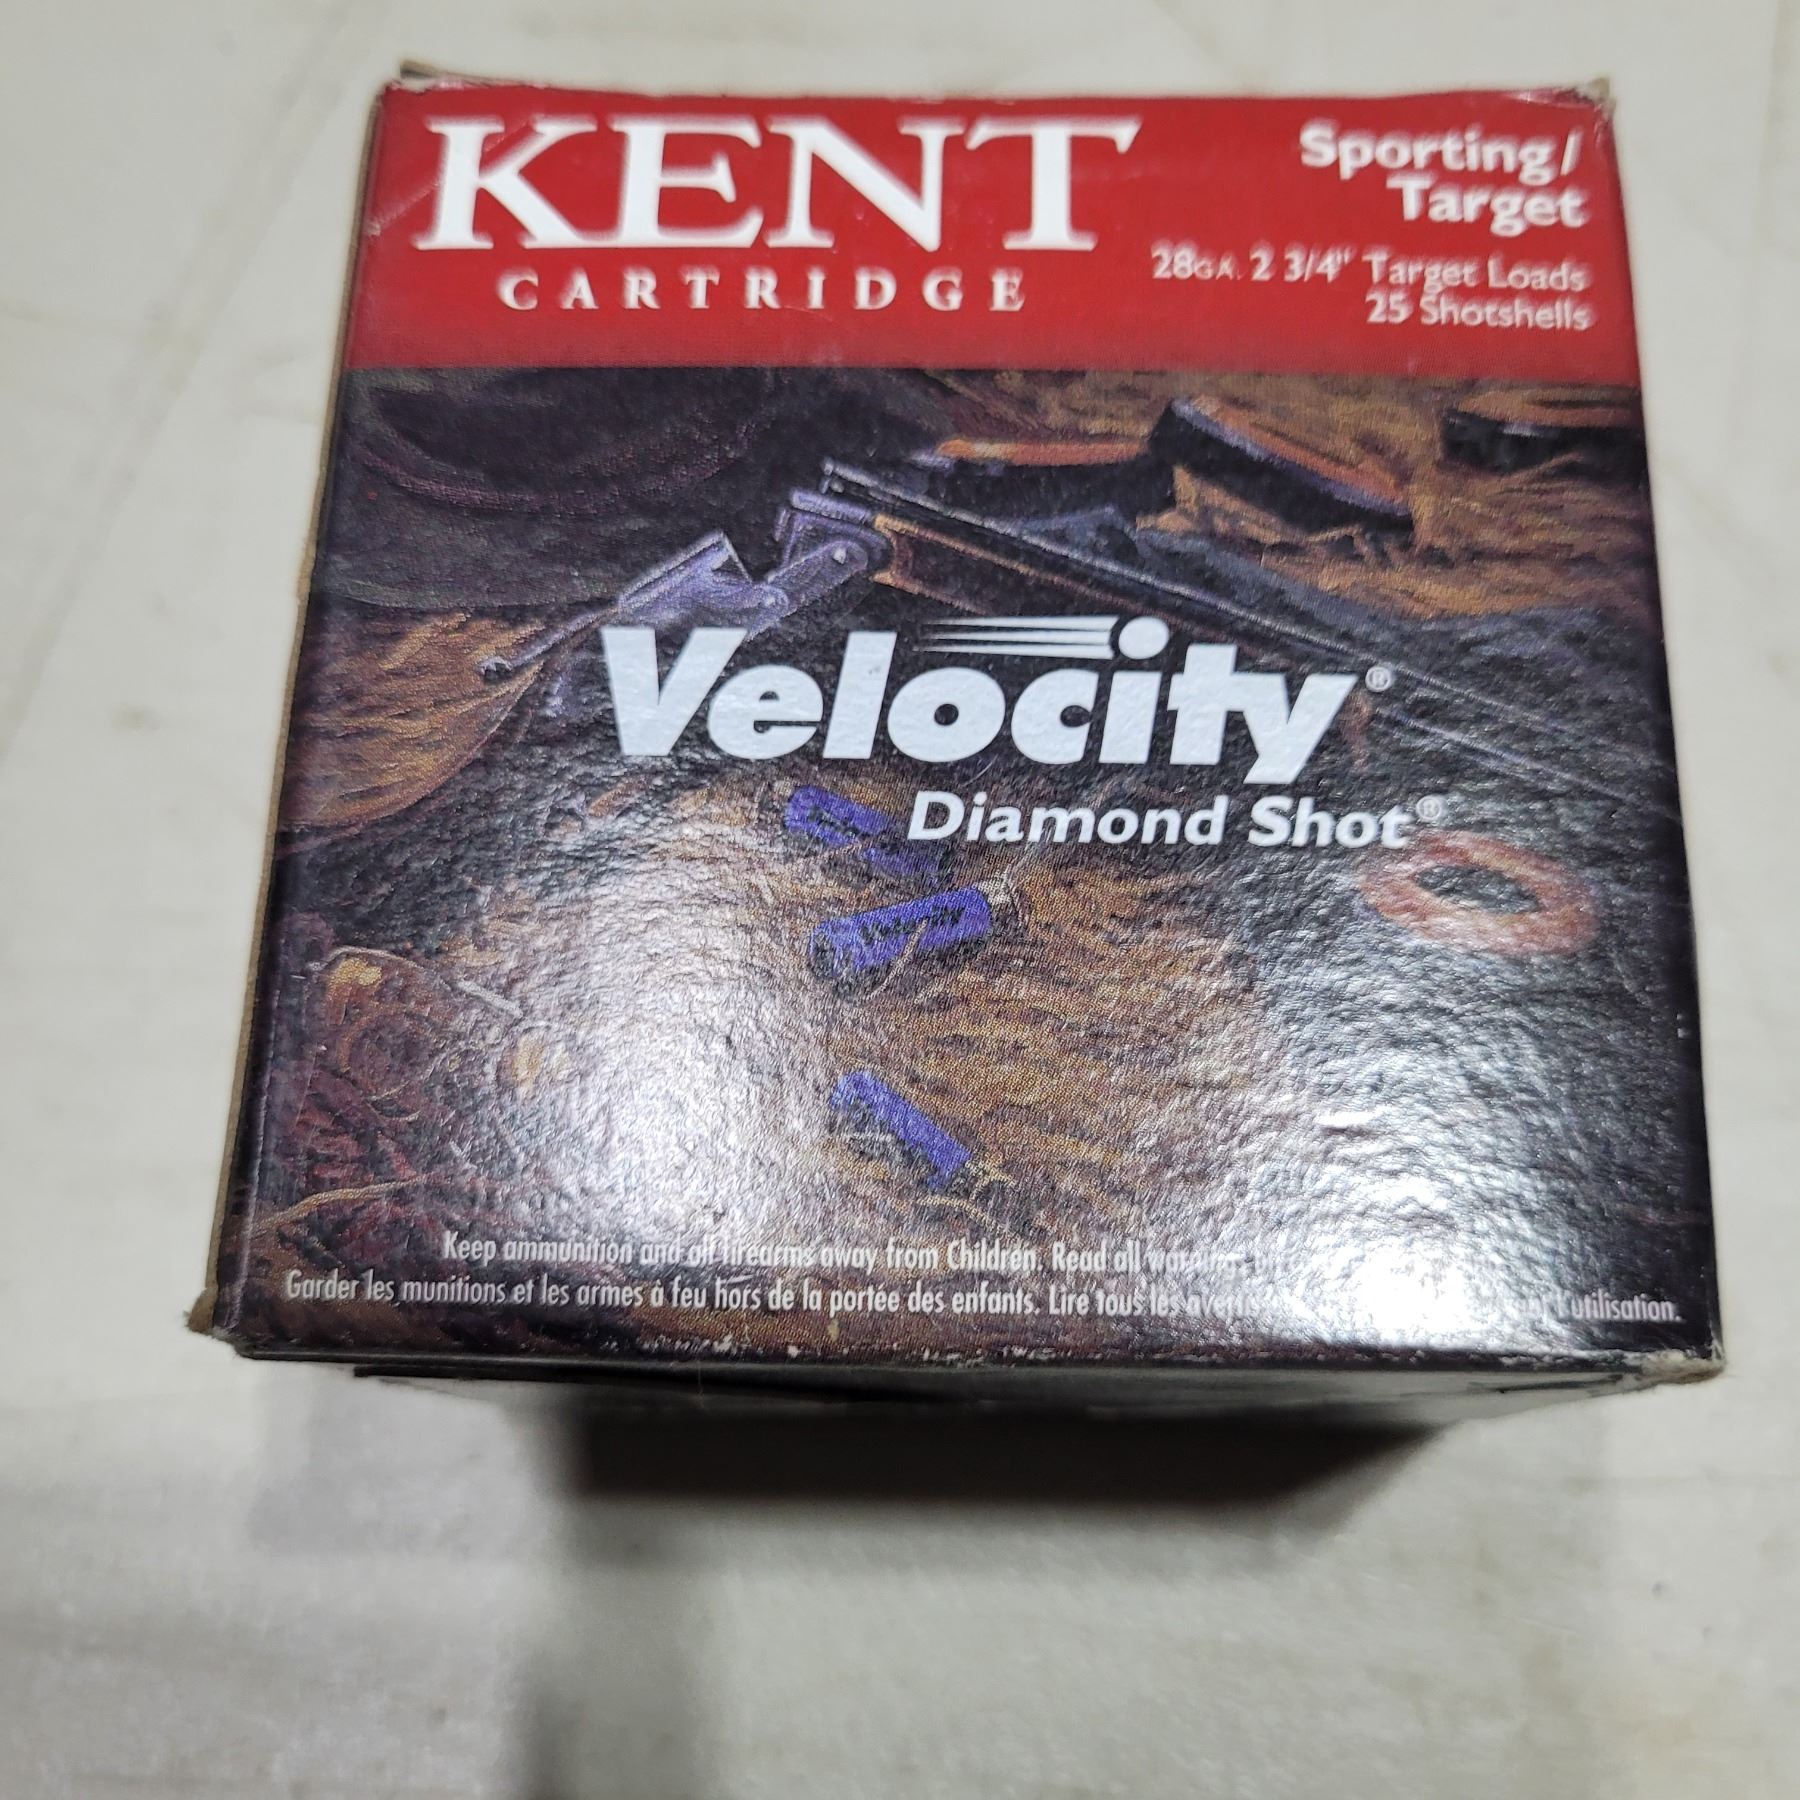 KENT
CARTRIDGE
Sporting/
Target
28GA. 2 3/4" Target Loads
25 Shotshells
Velocity®
Diamond Shot®
Velocity
Keep ammunition and all firearms away from Children. Read all
Garder les munitions et les armes à feu hors de la portée des enfants. Lire tous les l'utilisation.